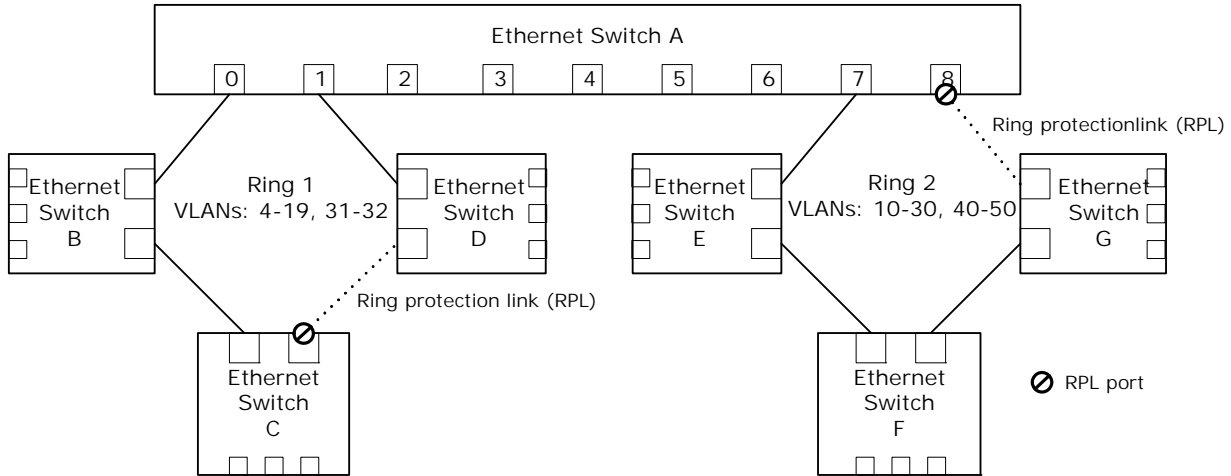 Ethernet Switch A
0 1 2 3 4 5 6 7 8
Ring protectionlink (RPL)
Ethernet
Switch
B
Ring 1
VLANs: 4-19, 31-32
Ethernet
Switch
D
Ethernet
Switch
E
Ring 2
VLANs: 10-30, 40-50
Ethernet
Switch
G
Ring protection link (RPL)
Ethernet
Switch
C
Ethernet
Switch
F
RPL port